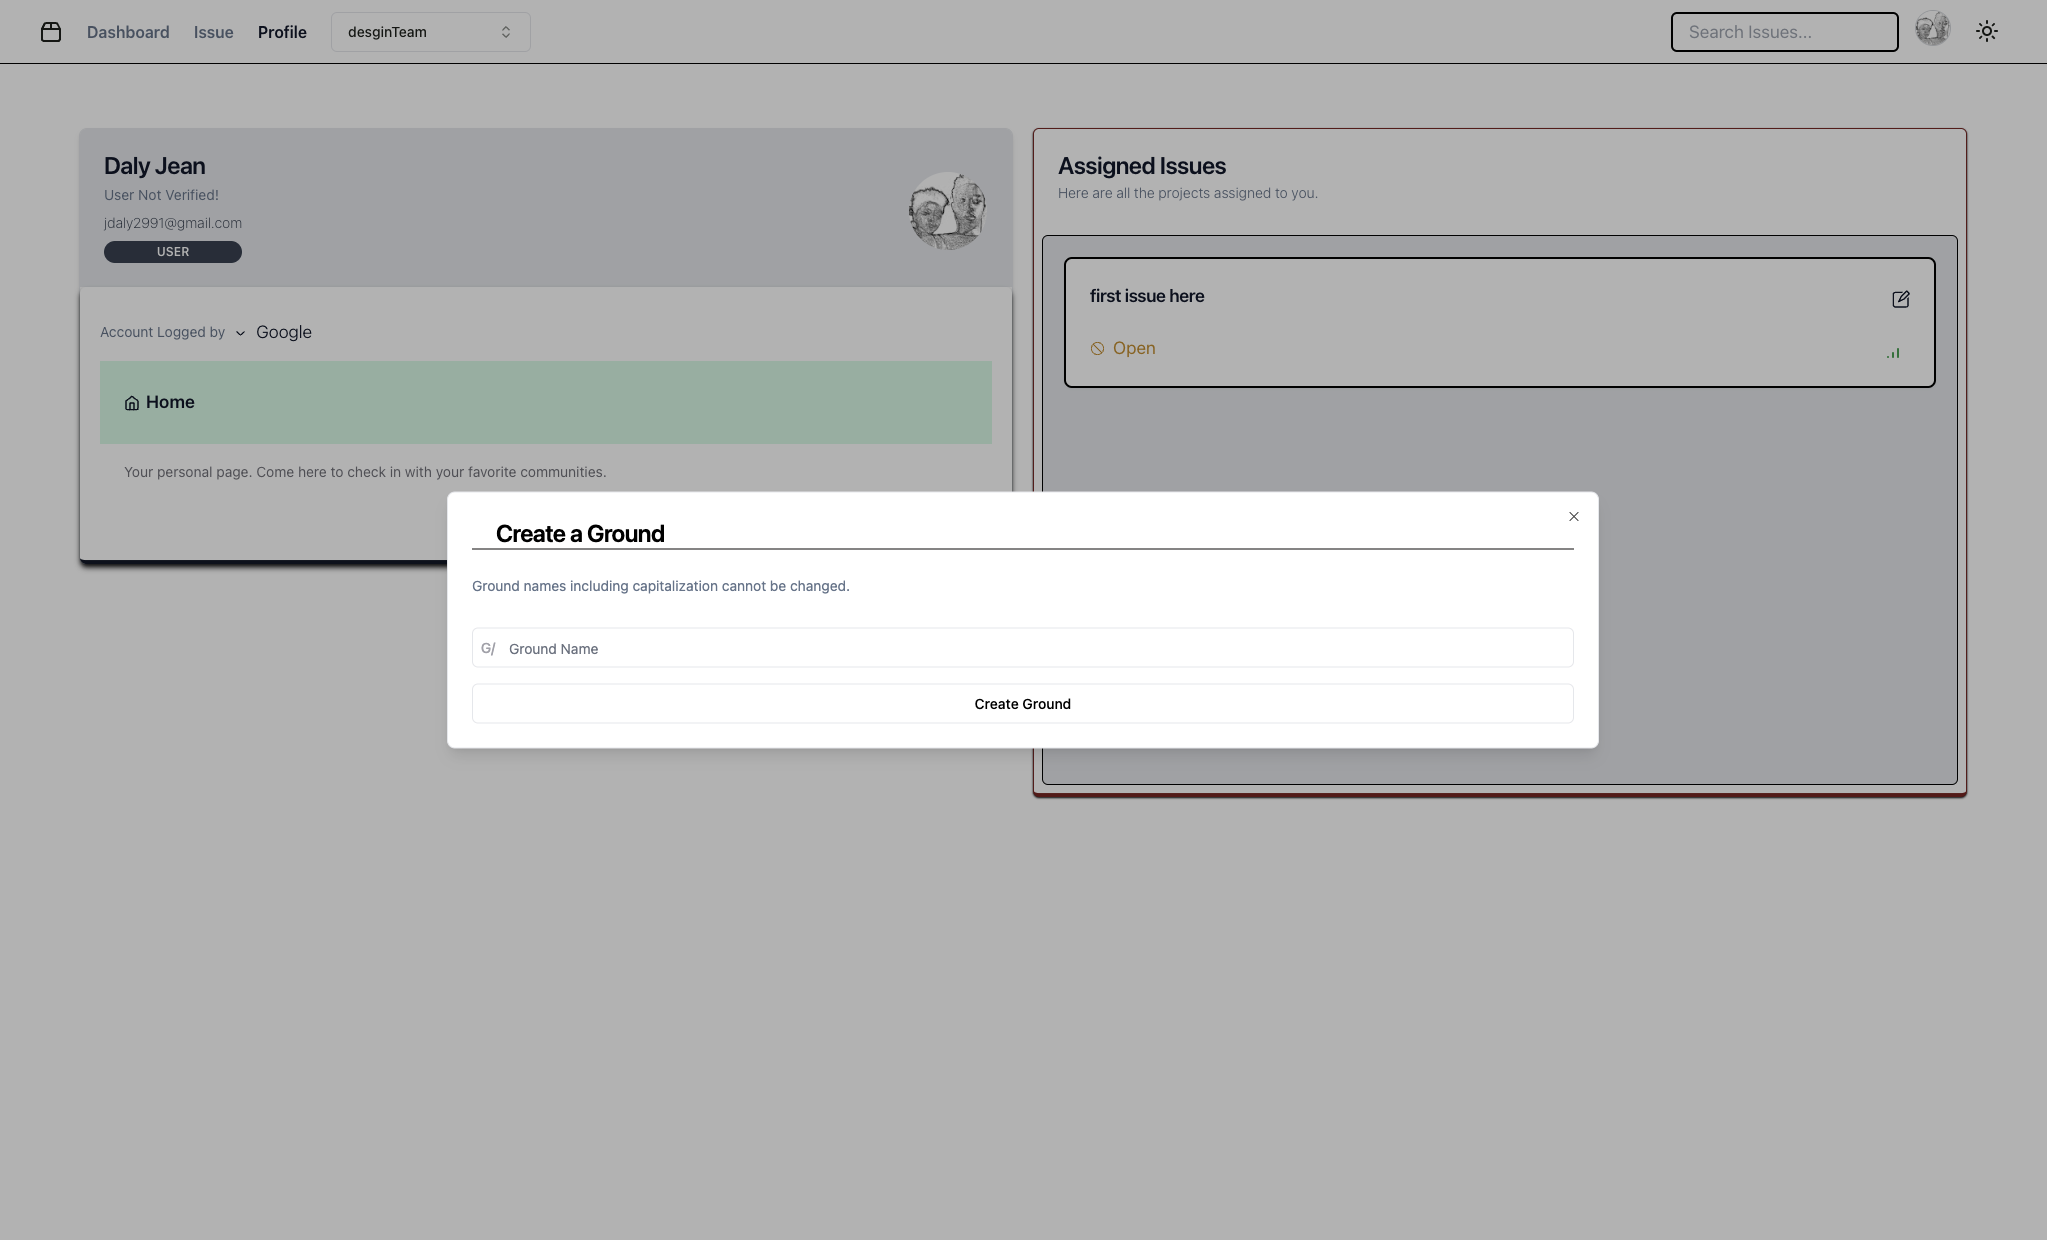 Dashboard Issue Profile desginTeam Search Issues...
Daly Jean
User Not Verified!
jdaly2991@gmail.com
USER
Account Logged by Google
Home
Your personal page. Come here to check in with your favorite communities.
Assigned Issues
Here are all the projects assigned to you.
first issue here
Open
Create a Ground
Ground names including capitalization cannot be changed.
G/ Ground Name
Create Ground